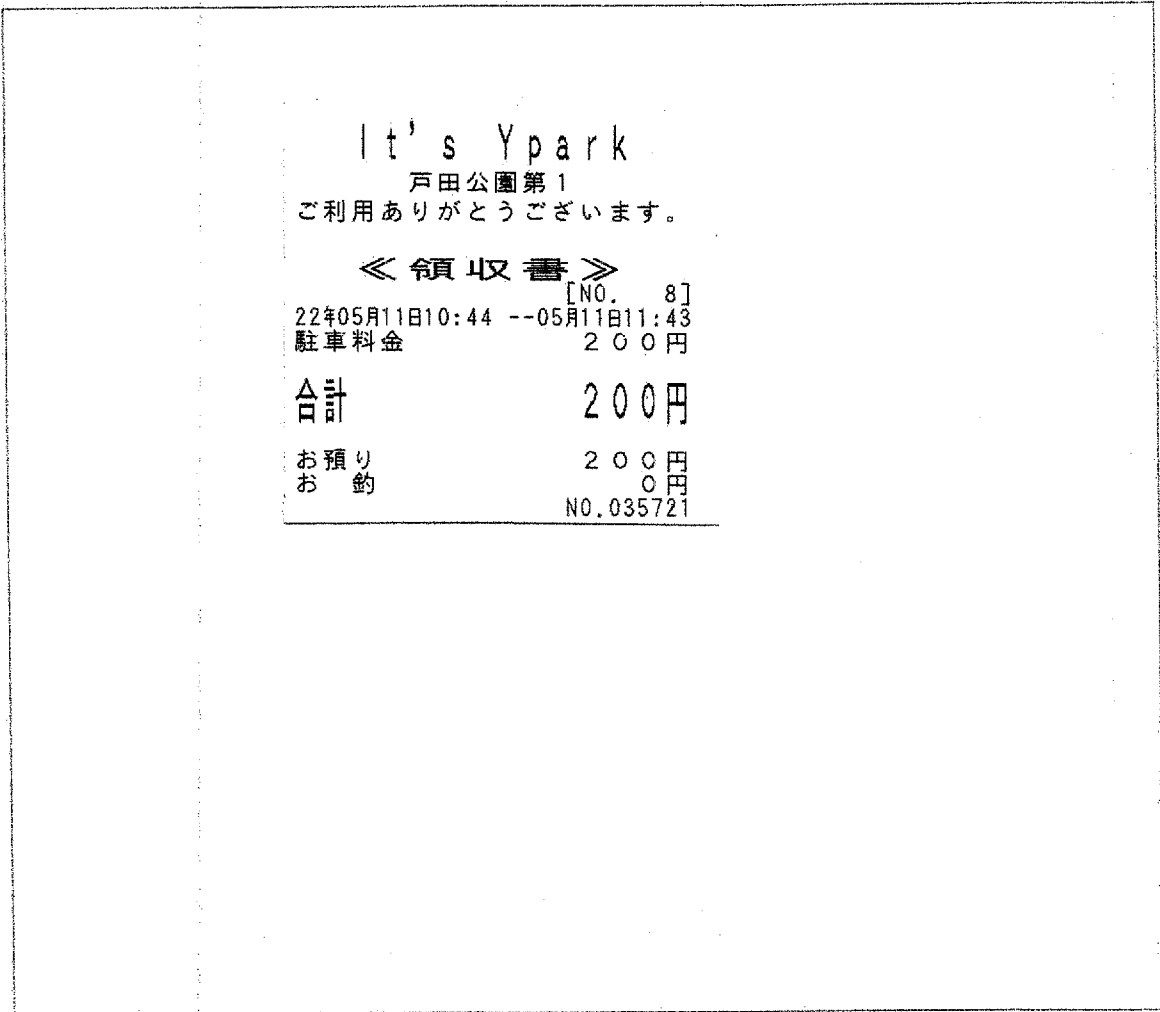 It's Ypark
戸田公園第1
ご利用ありがとうございます。
≪領収書≫
[NO. 8]
22年05月11日10:44 --05月11日11:43
駐車料金 200円
合計 200円
お預り 200円
お 釣 0円
NO.035721